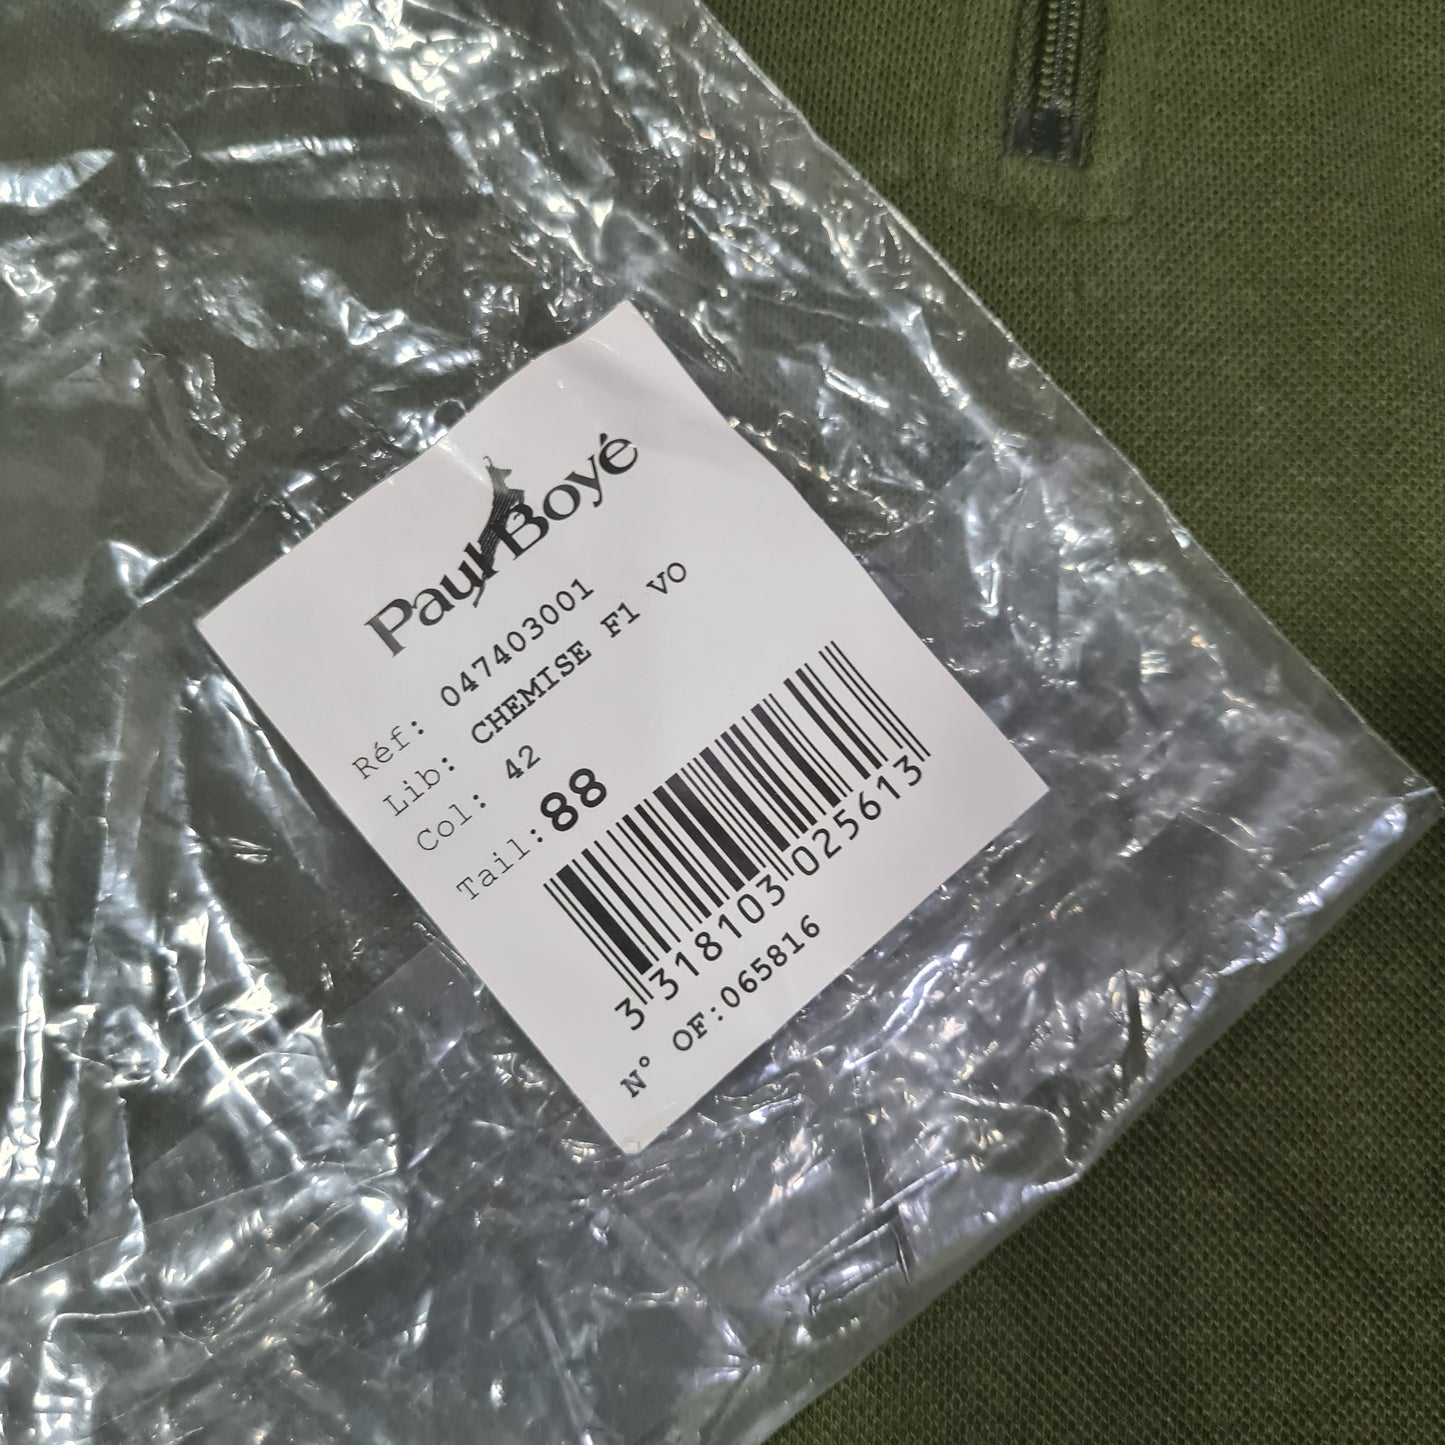 Paul Boyé
Réf: 047403001
Lib: CHEMISE F1 VO
Col: 42
Tail: 88
3 318103 025613
N° OF:065816